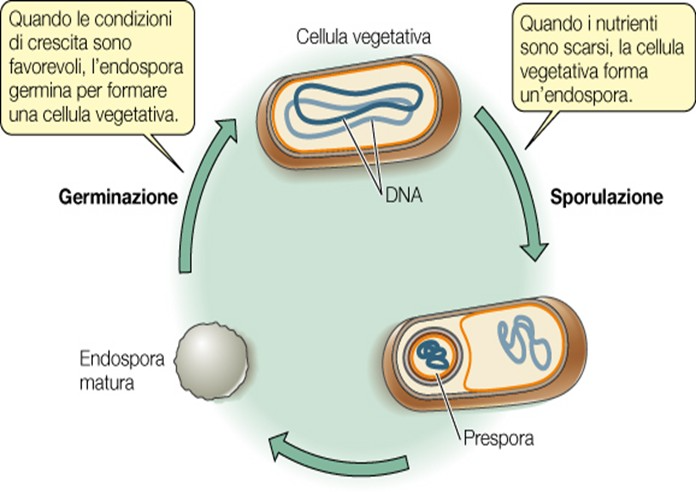 Quando le condizioni
di crescita sono
favorevoli, l'endospora
germina per formare
una cellula vegetativa.
Cellula vegetativa
Quando i nutrienti
sono scarsi, la cellula
vegetativa forma
un'endospora.
Germinazione
DNA
Sporulazione
Endospora
matura
Prespora